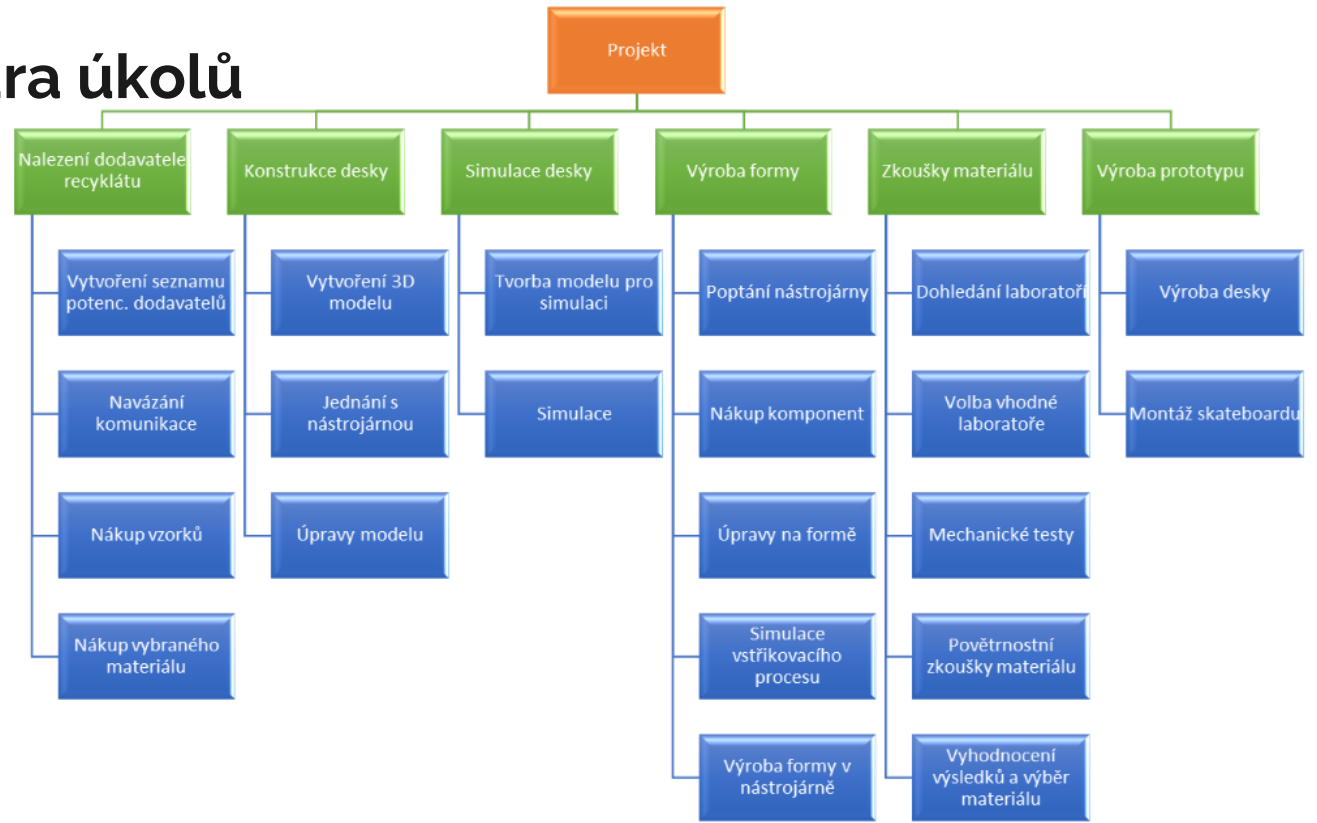 ra úkolů
Projekt
Nalezení dodavatele
recyklátu
Konstrukce desky
Simulace desky
Výroba formy
Zkoušky materiálu
Výroba prototypu
Vytvoření seznamu
potenc. dodavatelů
Navázání
komunikace
Nákup vzorků
Nákup vybraného
materiálu
Vytvoření 3D
modelu
Jednání s
nástrojárnou
Úpravy modelu
Tvorba modelu pro
simulaci
Simulace
Poptání nástrojárny
Nákup komponent
Úpravy na formě
Simulace
vstřikovacího
procesu
Výroba formy v
nástrojárně
Dohledání laboratoří
Volba vhodné
laboratoře
Mechanické testy
Povětrnostní
zkoušky materiálu
Vyhodnocení
výsledků a výběr
materiálu
Výroba desky
Montáž skateboardu